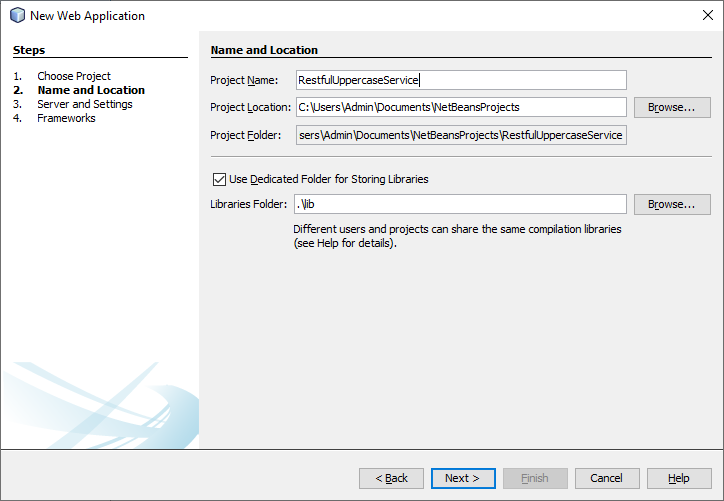 New Web Application
Steps
1. Choose Project
2. Name and Location
3. Server and Settings
4. Frameworks
Name and Location
Project Name: RestfulUppercaseService
Project Location: C:\Users\Admin\Documents\NetBeansProjects Browse...
Project Folder: sers\Admin\Documents\NetBeansProjects\RestfulUppercaseService
Use Dedicated Folder for Storing Libraries
Libraries Folder: .\lib Browse...
Different users and projects can share the same compilation libraries
(see Help for details).
< Back Next > Finish Cancel Help